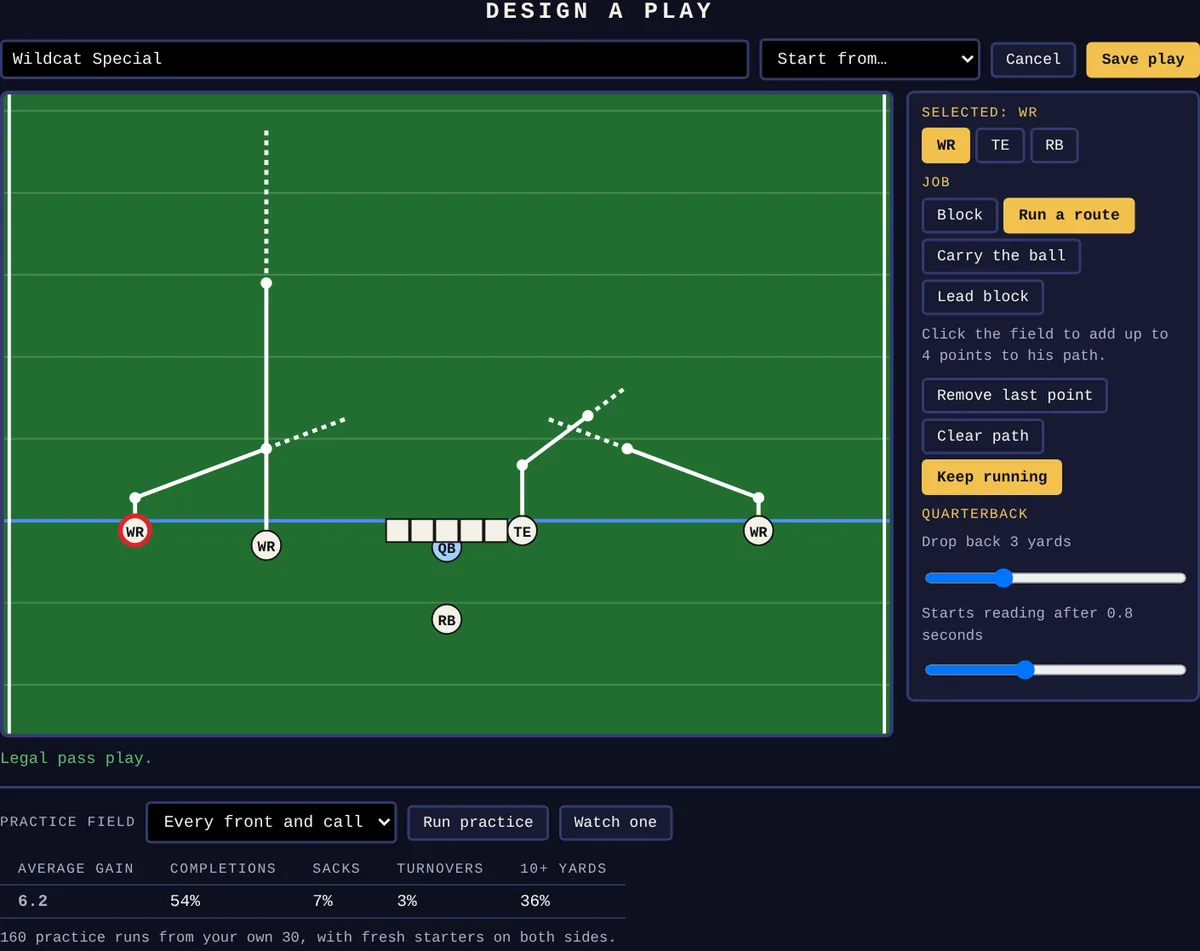 DESIGN A PLAY
Wildcat Special
Start from…
Cancel
Save play
SELECTED: WR
WR TE RB
JOB
Block Run a route
Carry the ball
Lead block
Click the field to add up to
4 points to his path.
Remove last point
Clear path
Keep running
QUARTERBACK
Drop back 3 yards
Starts reading after 0.8
seconds
WR WR QB TE WR
RB
Legal pass play.
PRACTICE FIELD Every front and call Run practice Watch one
AVERAGE GAIN COMPLETIONS SACKS TURNOVERS 10+ YARDS
6.2 54% 7% 3% 36%
160 practice runs from your own 30, with fresh starters on both sides.